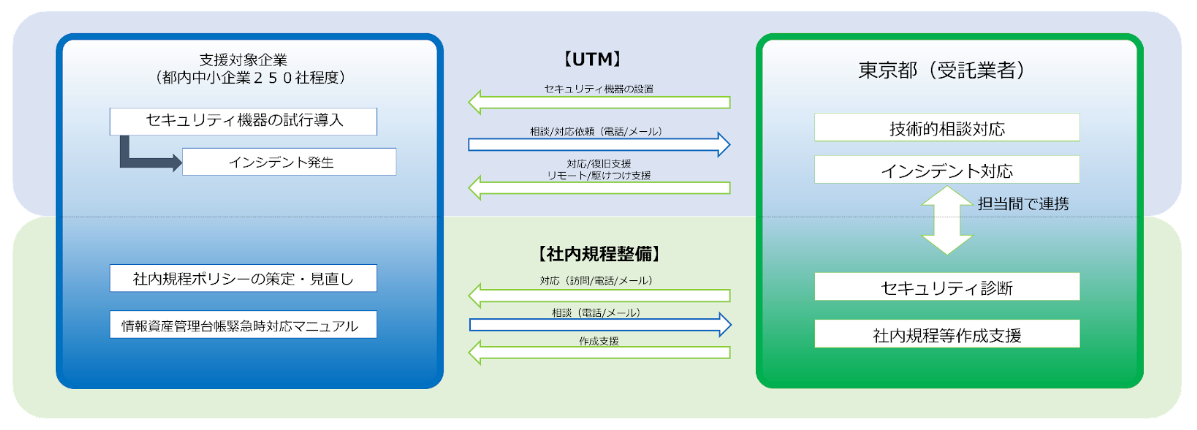 支援対象企業
（都内中小企業２５０社程度）
セキュリティ機器の試行導入
インシデント発生
社内規程ポリシーの策定・見直し
情報資産管理台帳緊急時対応マニュアル
【UTM】
セキュリティ機器の設置
相談/対応依頼（電話/メール）
対応/復旧支援
リモート/駆けつけ支援
【社内規程整備】
対応（訪問/電話/メール）
相談（電話/メール）
作成支援
東京都（受託業者）
技術的相談対応
インシデント対応
担当間で連携
セキュリティ診断
社内規程等作成支援